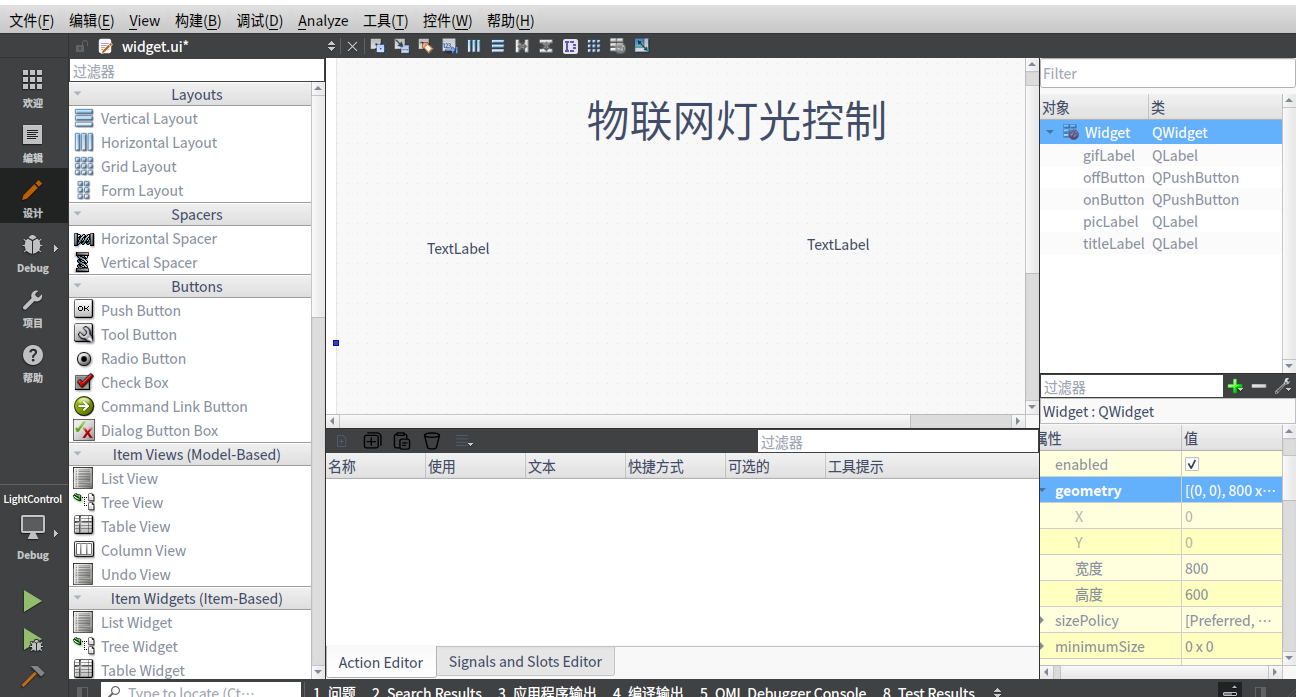 文件(F) 编辑(E) View 构建(B) 调试(D) Analyze 工具(T) 控件(W) 帮助(H)
widget.ui*
欢迎
编辑
设计
Debug
项目
帮助
LightControl
Debug
过滤器
Layouts
Vertical Layout
Horizontal Layout
Grid Layout
Form Layout
Spacers
Horizontal Spacer
Vertical Spacer
Buttons
OK Push Button
Tool Button
Radio Button
Check Box
Command Link Button
Dialog Button Box
Item Views (Model-Based)
List View
Tree View
Table View
Column View
Undo View
Item Widgets (Item-Based)
List Widget
Tree Widget
Table Widget
物联网灯光控制
TextLabel TextLabel
过滤器
名称 使用 文本 快捷方式 可选的 工具提示
Action Editor Signals and Slots Editor
Filter
对象 类
Widget QWidget
gifLabel QLabel
offButton QPushButton
onButton QPushButton
picLabel QLabel
titleLabel QLabel
过滤器
Widget : QWidget
属性 值
enabled
geometry [(0, 0), 800 x···
X 0
Y 0
宽度 800
高度 600
sizePolicy [Preferred, ···
minimumSize 0 x 0
Type to locate (Ct···
1 问题 2 Search Results 3 应用程序输出 4 编译输出 5 QML Debugger Console 8 Test Results